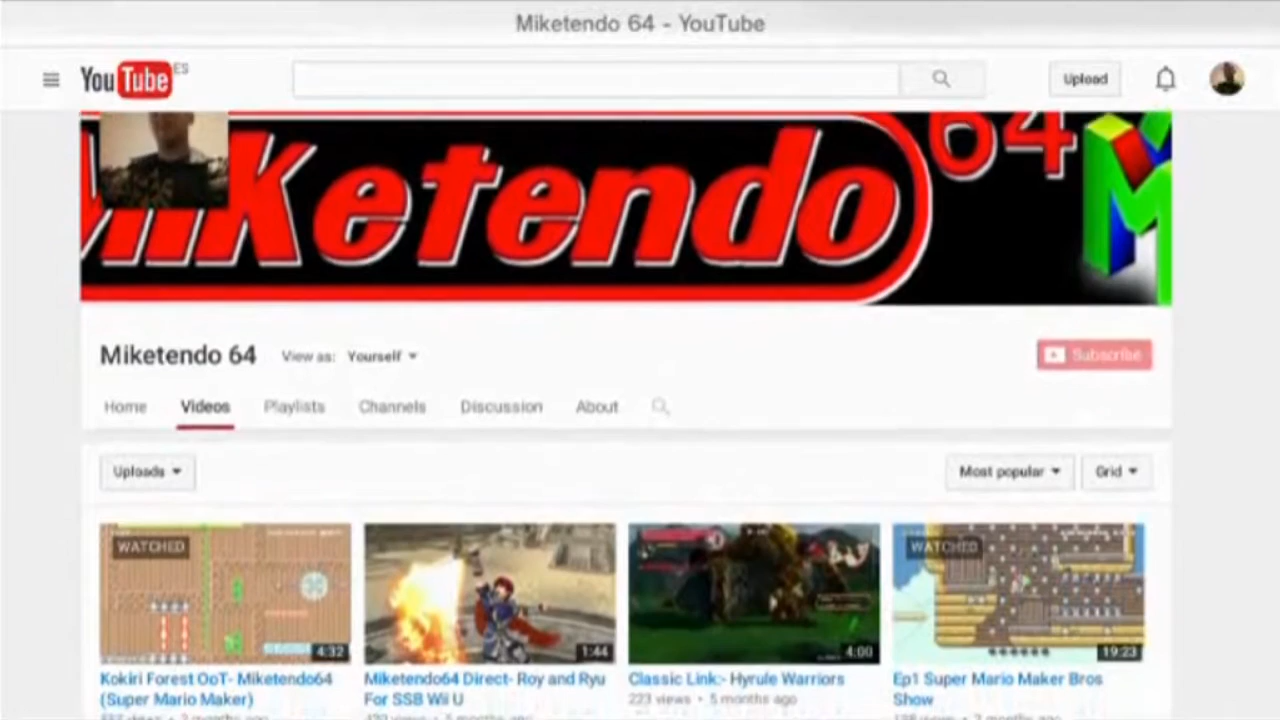 Miketendo 64 - YouTube
YouTube ES
Upload
Miketendo 64
Miketendo 64
View as: Yourself
Subscribe
Home Videos Playlists Channels Discussion About
Uploads
Most popular Grid
WATCHED
WATCHED
4:32 1:44 4:00 19:23
Kokiri Forest OoT- Miketendo64
(Super Mario Maker)
Miketendo64 Direct- Roy and Ryu
For SSB Wii U
5 months ago
Classic Link:- Hyrule Warriors
223 views • 5 months ago
Ep1 Super Mario Maker Bros
Show